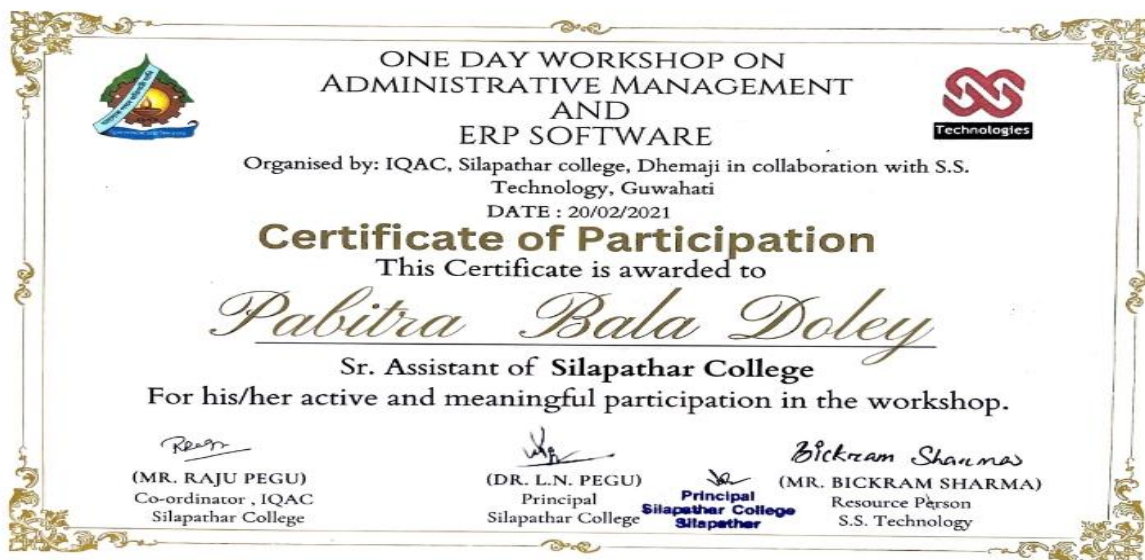 ONE DAY WORKSHOP ON
ADMINISTRATIVE MANAGEMENT
AND
ERP SOFTWARE
SS
Technologies
Organised by: IQAC, Silapathar college, Dhemaji in collaboration with S.S.
Technology, Guwahati
DATE : 20/02/2021
Certificate of Participation
This Certificate is awarded to
Pabitra Bala Doley
Sr. Assistant of Silapathar College
For his/her active and meaningful participation in the workshop.
(MR. RAJU PEGU)
Co-ordinator , IQAC
Silapathar College
(DR. L.N. PEGU)
Principal
Silapathar College
Principal
Silapathar College
Silapathar
Bickram Sharma
(MR. BICKRAM SHARMA)
Resource Person
S.S. Technology